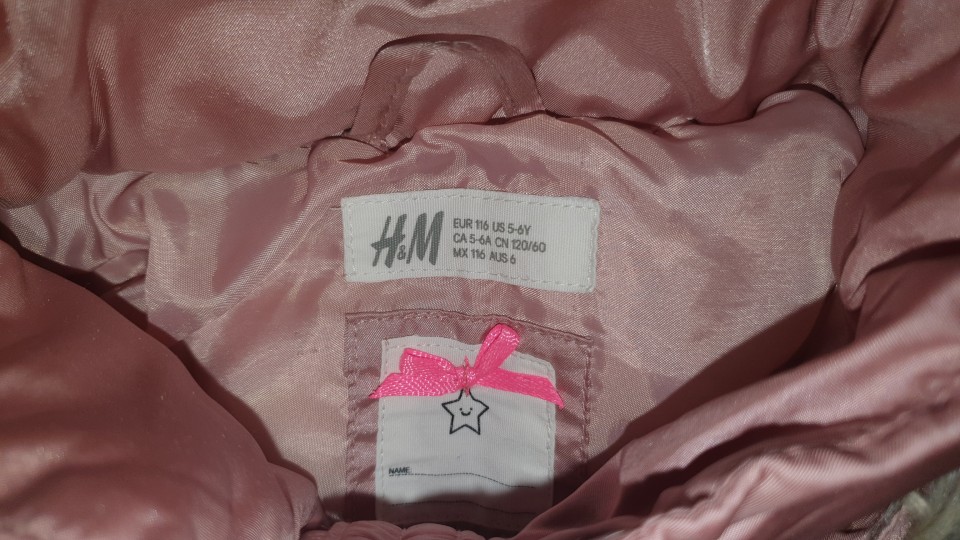 H&M
EUR 116 US 5-6Y
CA 5-6A CN 120/60
MX 116 AUS 6
NAME